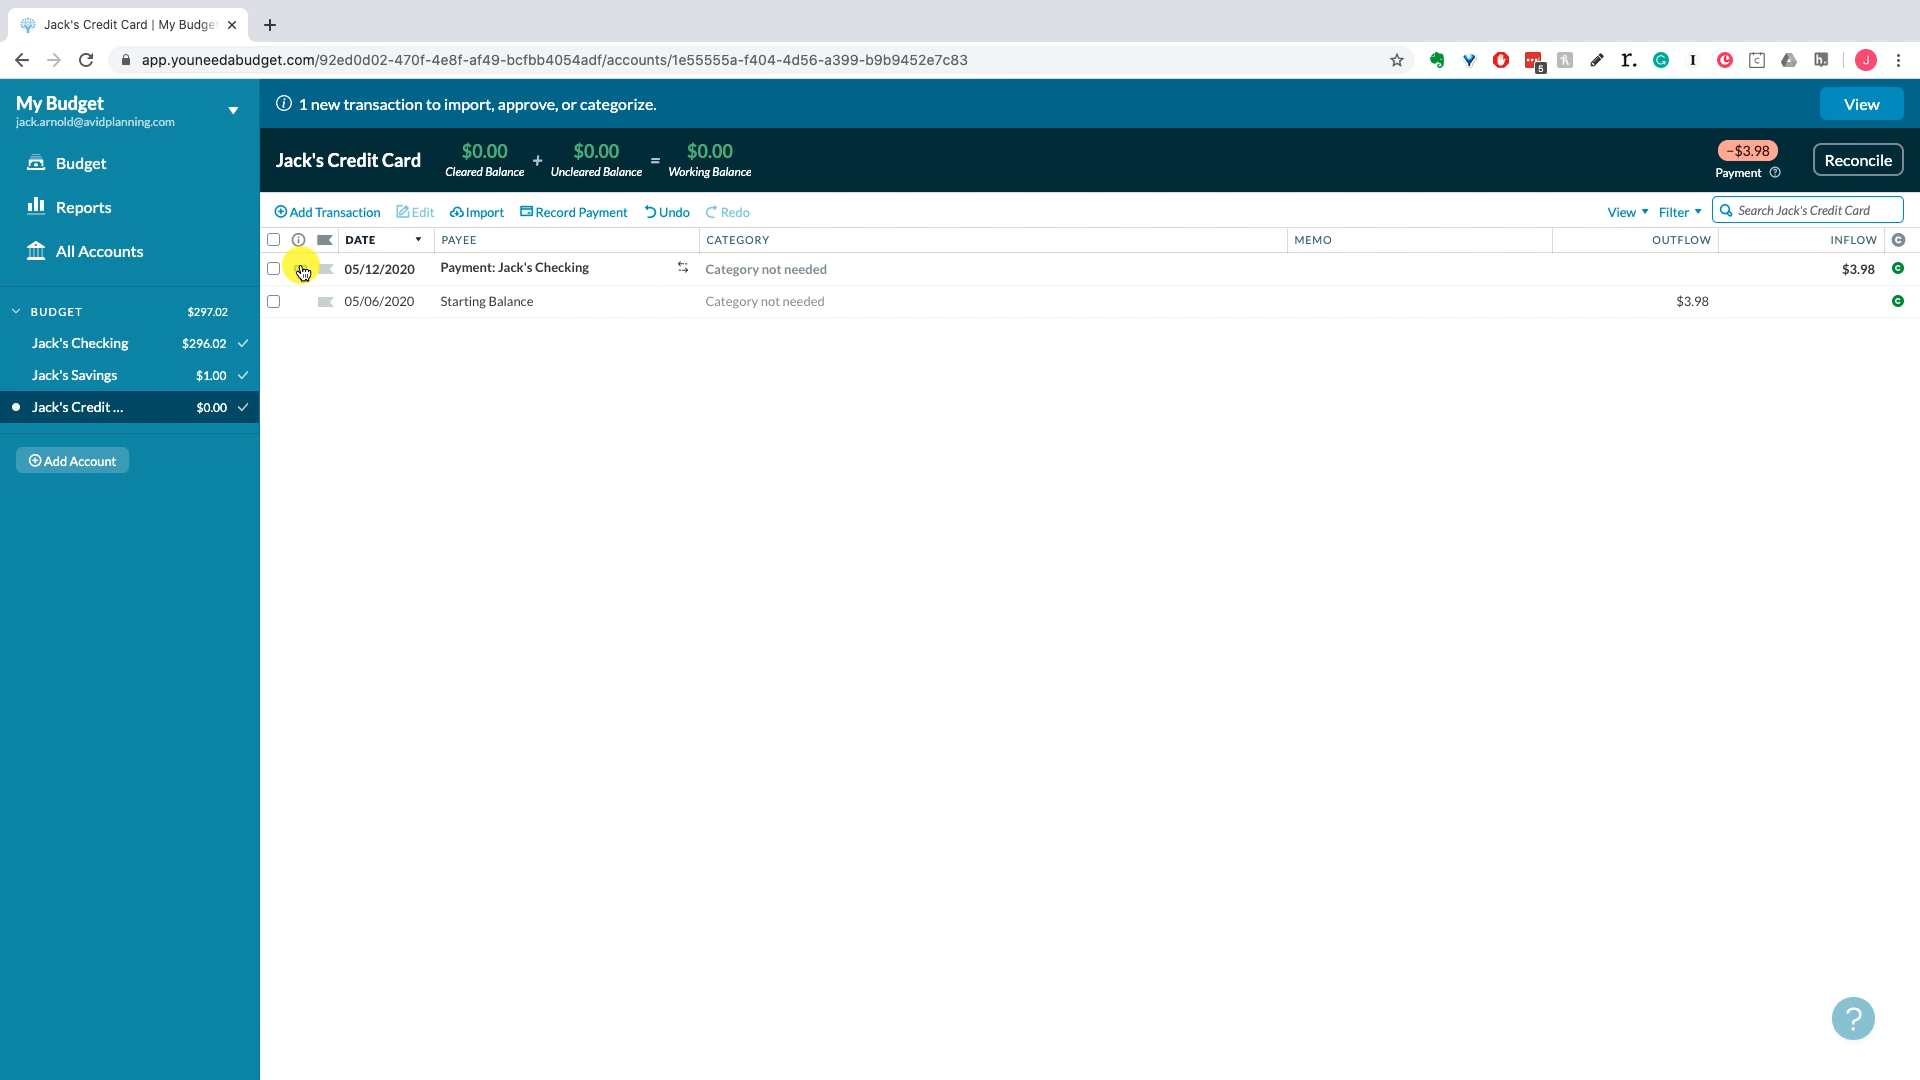 Jack's Credit Card | My Budge
app.youneedabudget.com/92ed0d02-470f-4e8f-af49-bcfbb4054adf/accounts/1e55555a-f404-4d56-a399-b9b9452e7c83
5
J
My Budget
jack.arnold@avidplanning.com
Budget
Reports
All Accounts
BUDGET $297.02
Jack's Checking $296.02
Jack's Savings $1.00
Jack's Credit ... $0.00
Add Account
1 new transaction to import, approve, or categorize.
View
Jack's Credit Card
$0.00 + $0.00 = $0.00
Cleared Balance Uncleared Balance Working Balance
-$3.98
Payment ?
Reconcile
Add Transaction Edit Import Record Payment Undo Redo
View Filter Search Jack's Credit Card
DATE PAYEE CATEGORY MEMO OUTFLOW INFLOW C
05/12/2020 Payment: Jack's Checking Category not needed $3.98 C
05/06/2020 Starting Balance Category not needed $3.98 C
?